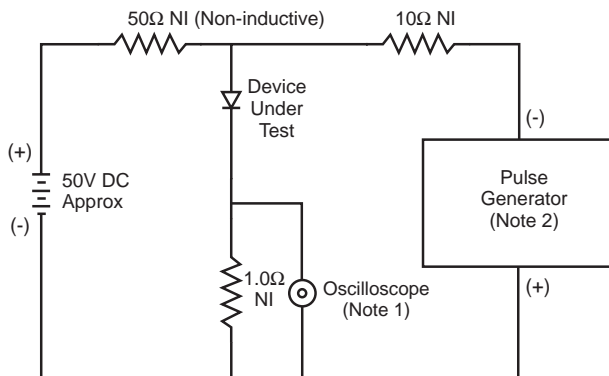 50Ω NI (Non-inductive)
10Ω NI
Device
Under
Test
(+)
50V DC
Approx
(-)
(-)
Pulse
Generator
(Note 2)
(+)
1.0Ω
NI
Oscilloscope
(Note 1)